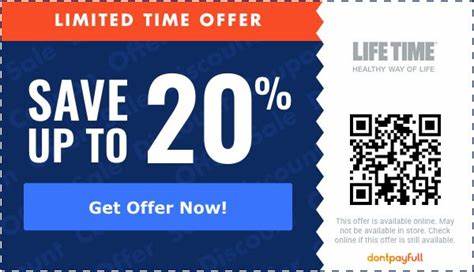 LIMITED TIME OFFER
SAVE
UP TO
20%
Get Offer Now!
LIFE TIME
HEALTHY WAY OF LIFE
This offer is available online. May
not be available in store. Check
online if this offer is still available.
dontpayfull